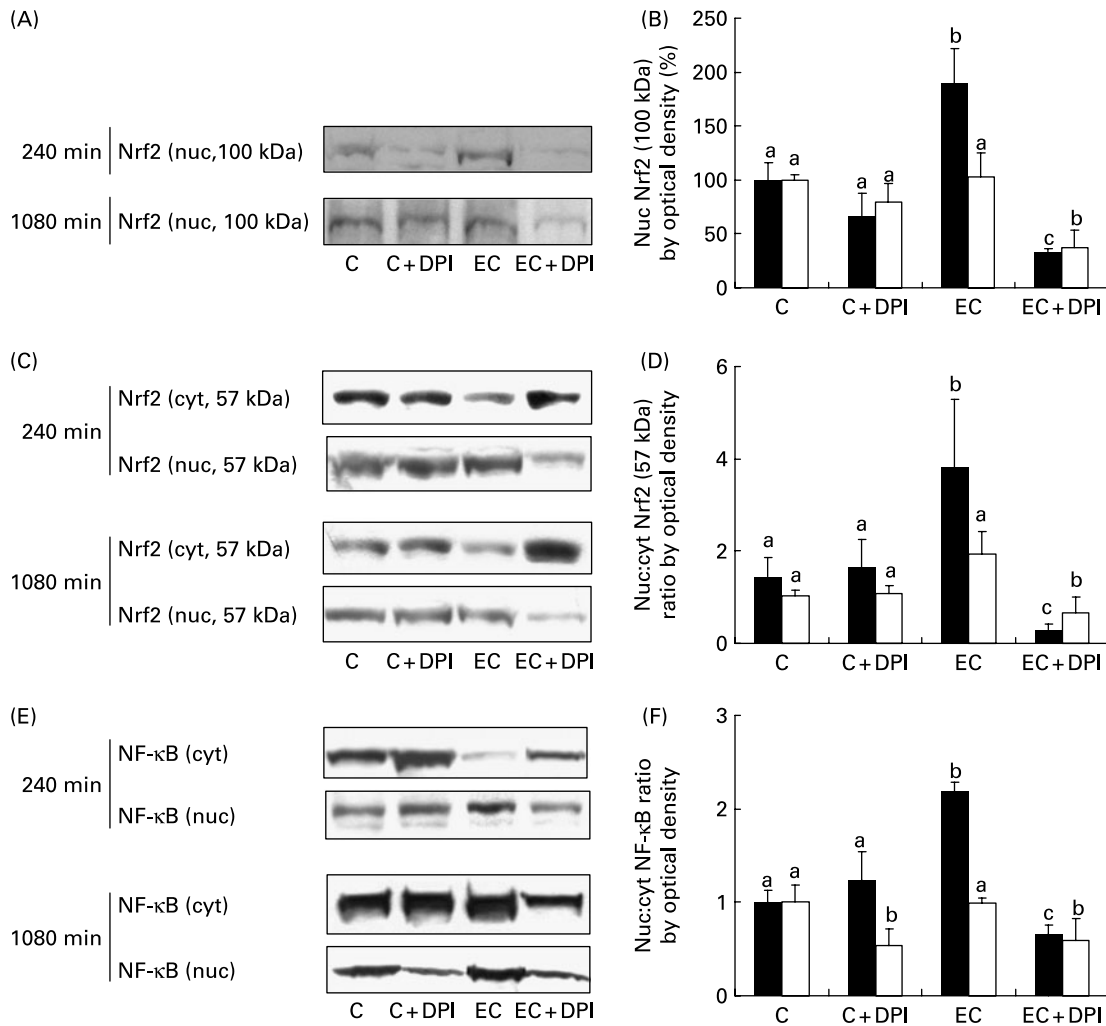 (A)
240 min
Nrf2 (nuc,100 kDa)
1080 min
Nrf2 (nuc, 100 kDa)
C
C + DPI
EC
EC + DPI
(B)
Nuc Nrf2 (100 kDa)
by optical density (%)
250
200
150
100
50
0
a
a
a
a
b
a
c
b
C
C + DPI
EC
EC + DPI
(C)
240 min
Nrf2 (cyt, 57 kDa)
Nrf2 (nuc, 57 kDa)
1080 min
Nrf2 (cyt, 57 kDa)
Nrf2 (nuc, 57 kDa)
C
C + DPI
EC
EC + DPI
(D)
Nuc:cyt Nrf2 (57 kDa)
ratio by optical density
6
4
2
0
a
a
a
a
b
a
c
b
C
C + DPI
EC
EC + DPI
(E)
240 min
NF-κB (cyt)
NF-κB (nuc)
1080 min
NF-κB (cyt)
NF-κB (nuc)
C
C + DPI
EC
EC + DPI
(F)
Nuc:cyt NF-κB ratio
by optical density
3
2
1
0
a
a
a
b
b
a
c
b
C
C + DPI
EC
EC + DPI